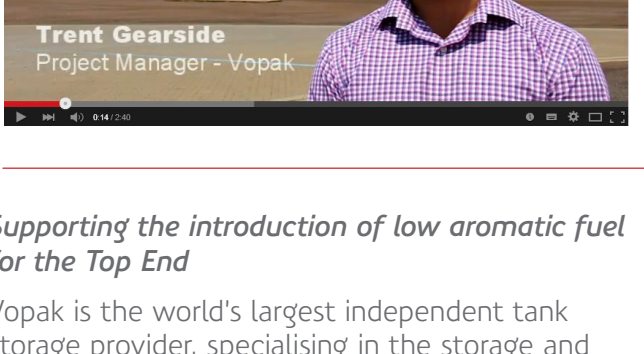 Trent Gearside
Project Manager - Vopak
0:14 / 2:40
Supporting the introduction of low aromatic fuel
for the Top End
Vopak is the world's largest independent tank
storage provider, specialising in the storage and